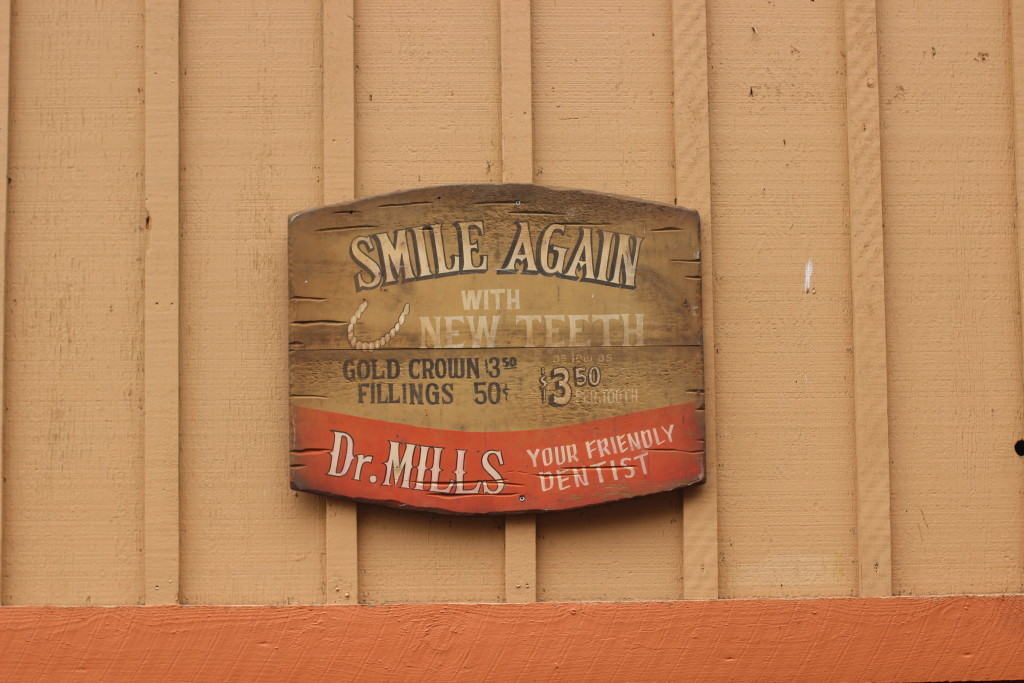 SMILE AGAIN
WITH
NEW TEETH
GOLD CROWN $3.50
FILLINGS 50¢
as low as
$3.50
PER TOOTH
Dr. MILLS
YOUR FRIENDLY
DENTIST